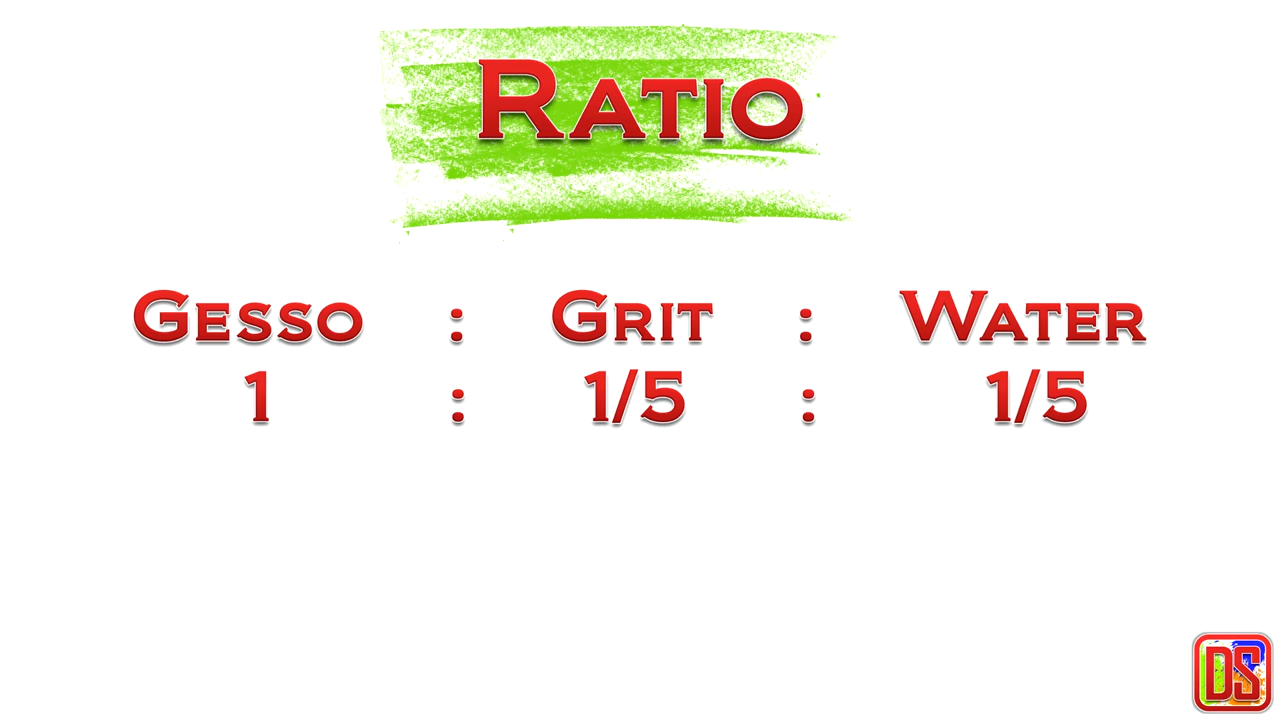 Ratio
Gesso : Grit : Water
1 : 1/5 : 1/5
DS